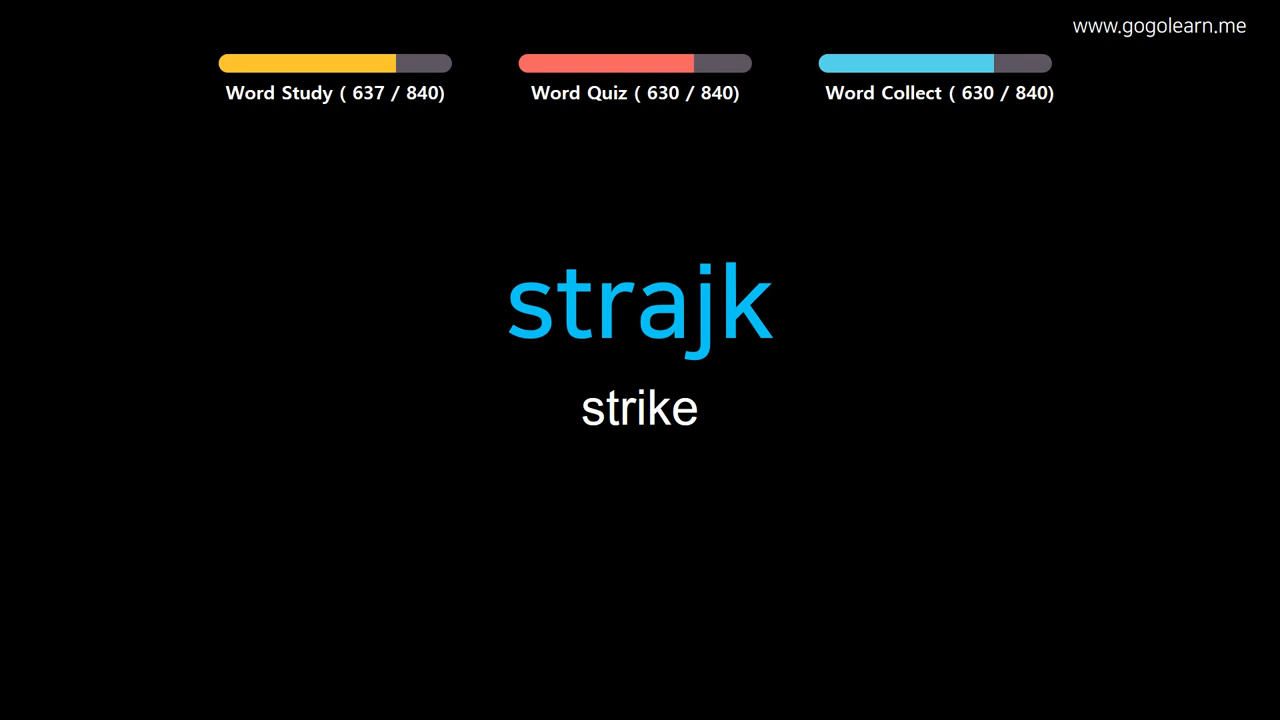 www.gogolearn.me
Word Study ( 637 / 840)
Word Quiz ( 630 / 840)
Word Collect ( 630 / 840)
strajk
strike